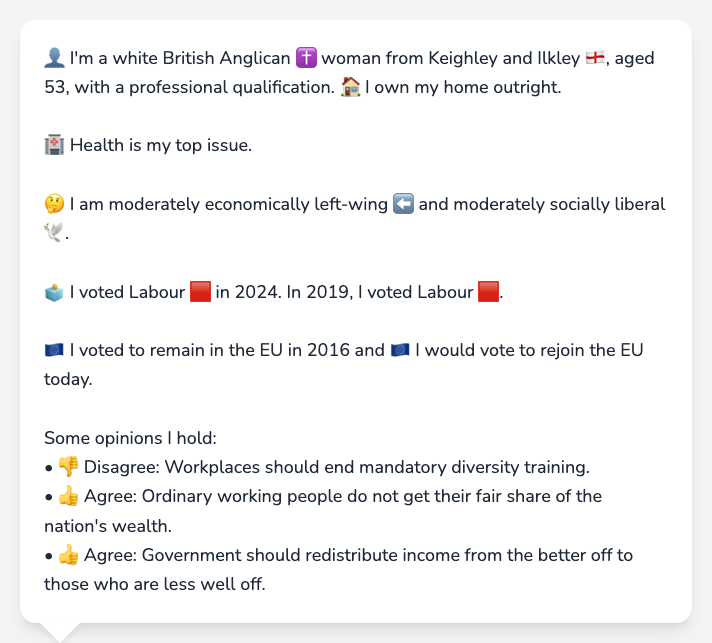 👤 I'm a white British Anglican ✝️ woman from Keighley and Ilkley 🏴󠁧󠁢󠁥󠁮󠁧󠁿, aged
53, with a professional qualification. 🏠 I own my home outright.
🏥 Health is my top issue.
🤔 I am moderately economically left-wing ⬅️ and moderately socially liberal
🕊️.
🗳️ I voted Labour 🟥 in 2024. In 2019, I voted Labour 🟥.
🇪🇺 I voted to remain in the EU in 2016 and 🇪🇺 I would vote to rejoin the EU
today.
Some opinions I hold:
• 👎 Disagree: Workplaces should end mandatory diversity training.
• 👍 Agree: Ordinary working people do not get their fair share of the
nation's wealth.
• 👍 Agree: Government should redistribute income from the better off to
those who are less well off.